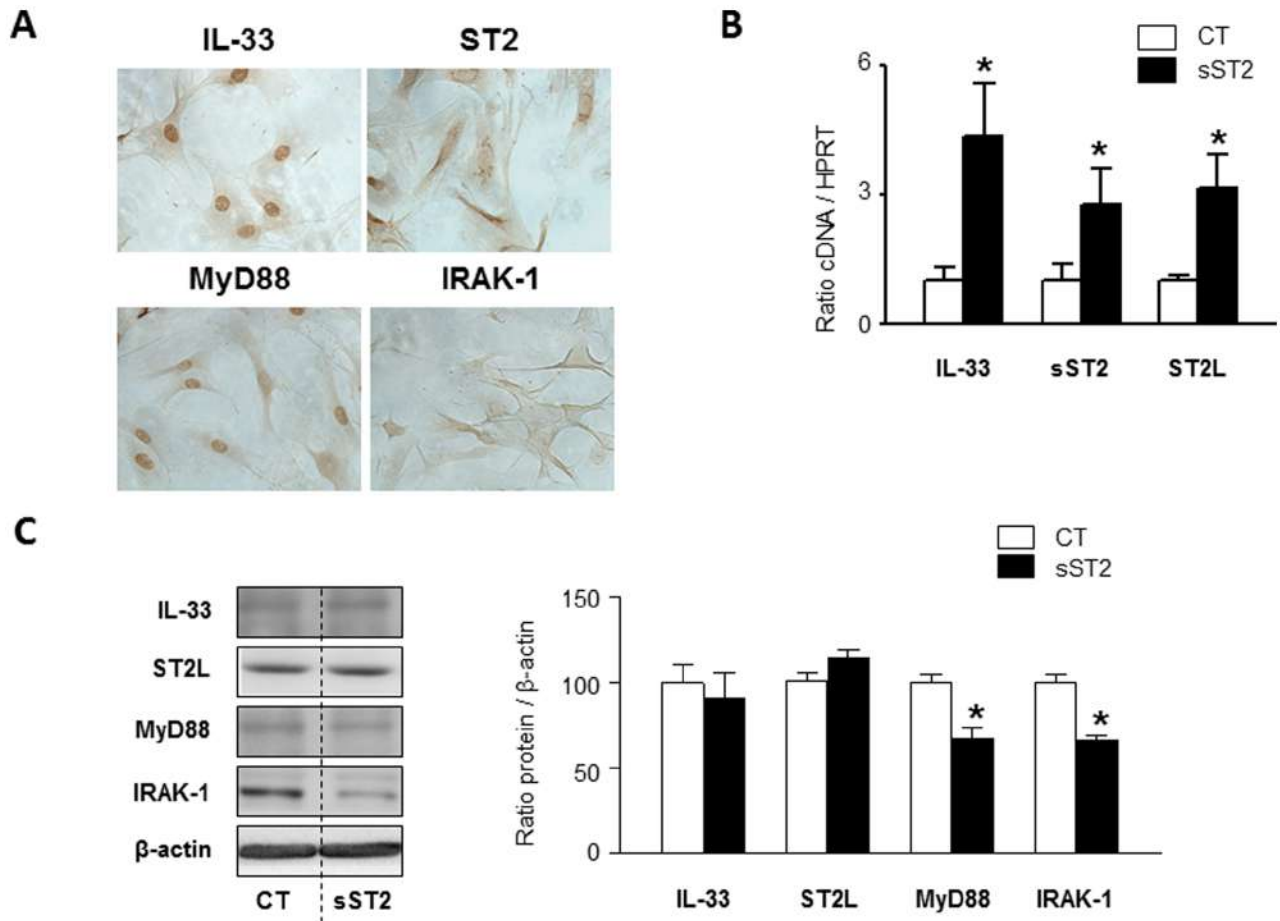 A
IL-33
ST2
MyD88
IRAK-1
B
CT
sST2
6
3
0
Ratio cDNA / HPRT
*
*
*
IL-33
sST2
ST2L
C
IL-33
ST2L
MyD88
IRAK-1
β-actin
CT
sST2
CT
sST2
150
100
50
0
Ratio protein / β-actin
*
*
IL-33
ST2L
MyD88
IRAK-1